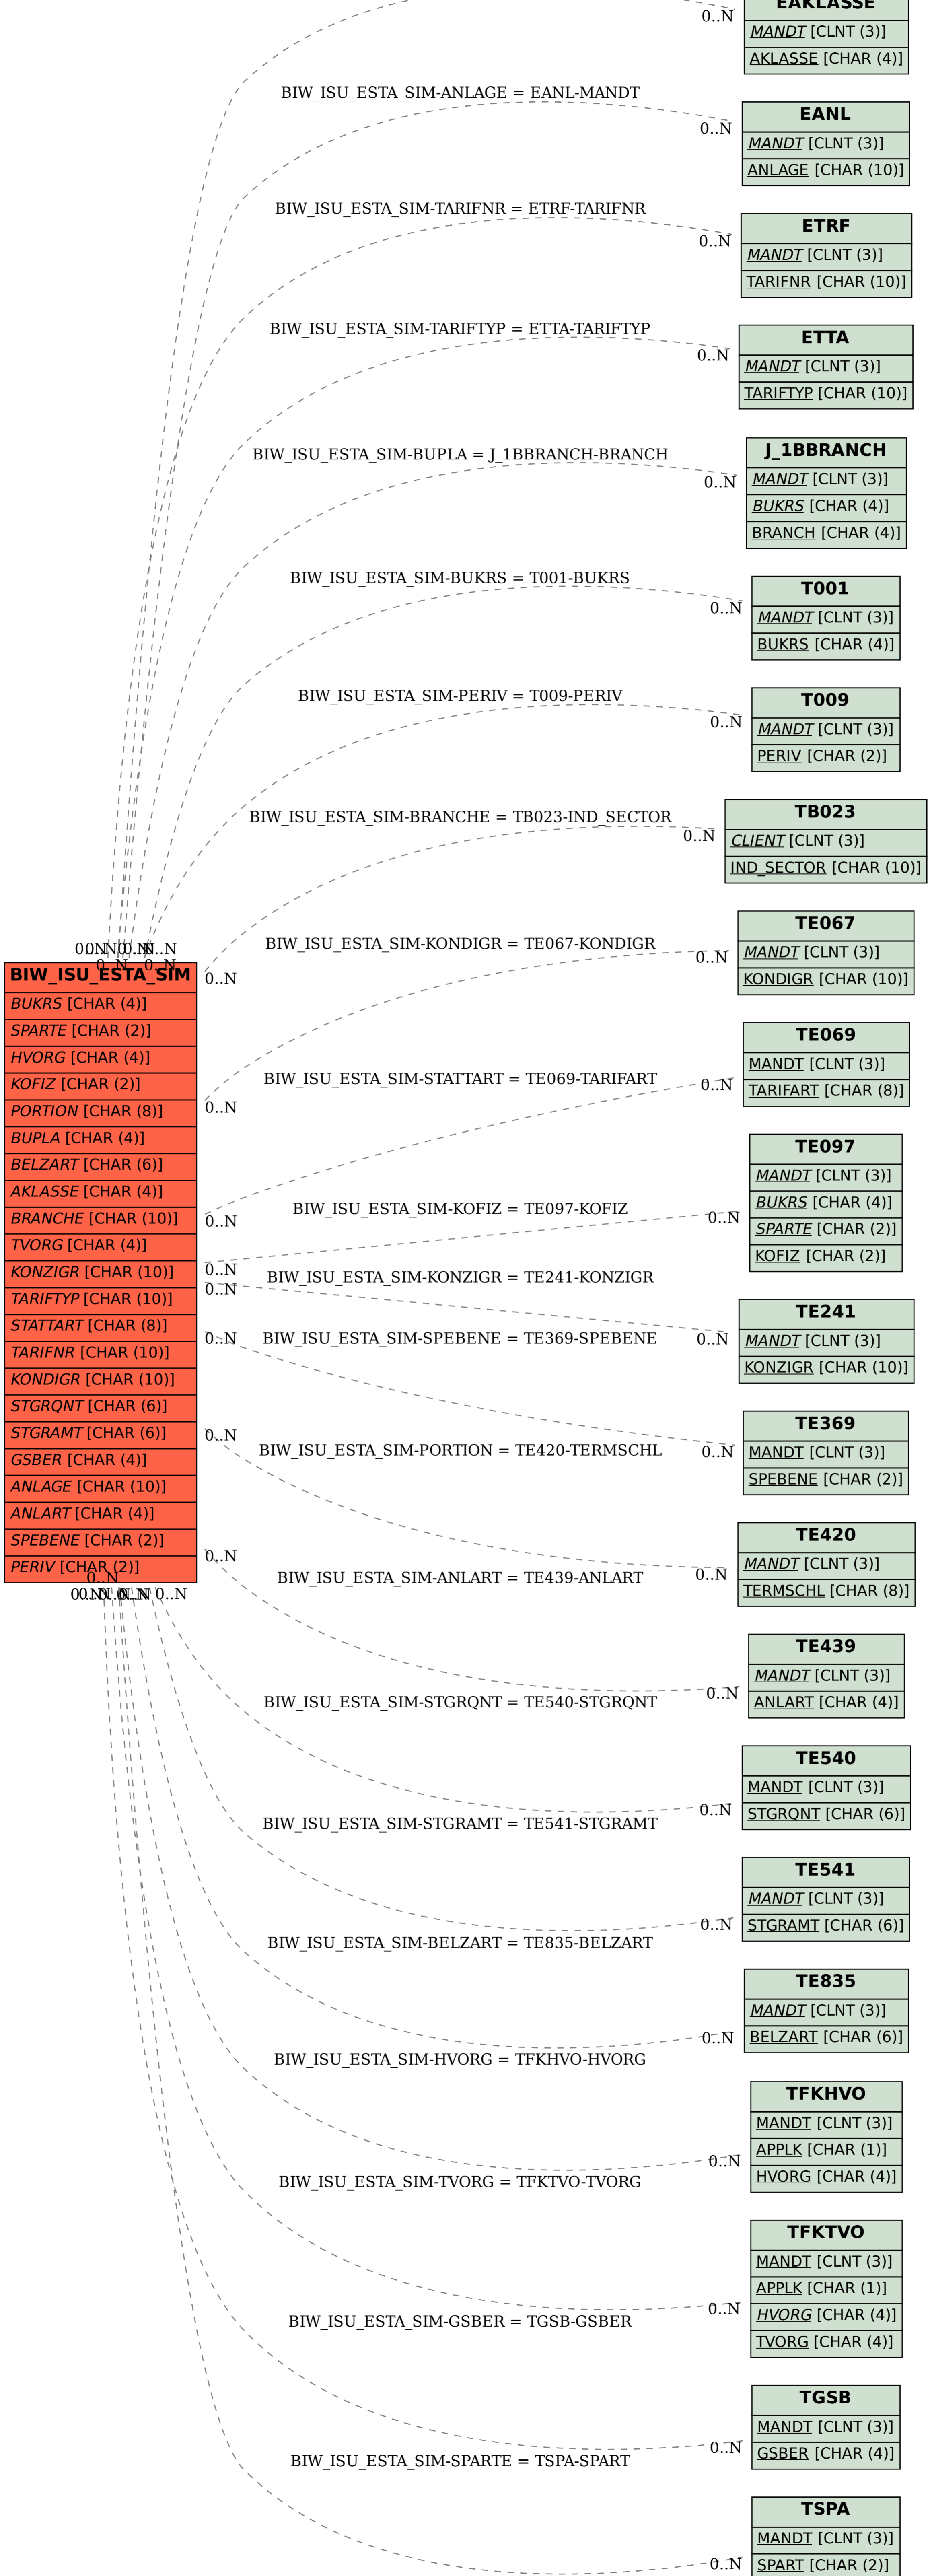 EAKLASSE
0..N
MANDT [CLNT (3)]
AKLASSE [CHAR (4)]
BIW_ISU_ESTA_SIM-ANLAGE = EANL-MANDT
EANL
0..N
MANDT [CLNT (3)]
ANLAGE [CHAR (10)]
BIW_ISU_ESTA_SIM-TARIFNR = ETRF-TARIFNR
ETRF
0..N
MANDT [CLNT (3)]
TARIFNR [CHAR (10)]
BIW_ISU_ESTA_SIM-TARIFTYP = ETTA-TARIFTYP
ETTA
0..N
MANDT [CLNT (3)]
TARIFTYP [CHAR (10)]
BIW_ISU_ESTA_SIM-BUPLA = J_1BBRANCH-BRANCH
J_1BBRANCH
0..N
MANDT [CLNT (3)]
BUKRS [CHAR (4)]
BRANCH [CHAR (4)]
BIW_ISU_ESTA_SIM-BUKRS = T001-BUKRS
T001
0..N
MANDT [CLNT (3)]
BUKRS [CHAR (4)]
BIW_ISU_ESTA_SIM-PERIV = T009-PERIV
T009
0..N
MANDT [CLNT (3)]
PERIV [CHAR (2)]
BIW_ISU_ESTA_SIM-BRANCHE = TB023-IND_SECTOR
TB023
0..N
CLIENT [CLNT (3)]
IND_SECTOR [CHAR (10)]
BIW_ISU_ESTA_SIM-KONDIGR = TE067-KONDIGR
TE067
0..N
MANDT [CLNT (3)]
KONDIGR [CHAR (10)]
BIW_ISU_ESTA_SIM
0..N
BUKRS [CHAR (4)]
SPARTE [CHAR (2)]
HVORG [CHAR (4)]
KOFIZ [CHAR (2)]
PORTION [CHAR (8)]
0..N
BUPLA [CHAR (4)]
BELZART [CHAR (6)]
AKLASSE [CHAR (4)]
BRANCHE [CHAR (10)]
0..N
TVORG [CHAR (4)]
KONZIGR [CHAR (10)]
0..N
0..N
TARIFTYP [CHAR (10)]
STATTART [CHAR (8)]
0..N
TARIFNR [CHAR (10)]
KONDIGR [CHAR (10)]
STGRQNT [CHAR (6)]
STGRAMT [CHAR (6)]
0..N
GSBER [CHAR (4)]
ANLAGE [CHAR (10)]
ANLART [CHAR (4)]
SPEBENE [CHAR (2)]
0..N
PERIV [CHAR (2)]
0..N
0..N
BIW_ISU_ESTA_SIM-STATTART = TE069-TARIFART
TE069
0..N
MANDT [CLNT (3)]
TARIFART [CHAR (8)]
BIW_ISU_ESTA_SIM-KOFIZ = TE097-KOFIZ
TE097
0..N
MANDT [CLNT (3)]
BUKRS [CHAR (4)]
SPARTE [CHAR (2)]
KOFIZ [CHAR (2)]
BIW_ISU_ESTA_SIM-KONZIGR = TE241-KONZIGR
TE241
0..N
MANDT [CLNT (3)]
KONZIGR [CHAR (10)]
BIW_ISU_ESTA_SIM-SPEBENE = TE369-SPEBENE
TE369
0..N
MANDT [CLNT (3)]
SPEBENE [CHAR (2)]
BIW_ISU_ESTA_SIM-PORTION = TE420-TERMSCHL
TE420
0..N
MANDT [CLNT (3)]
TERMSCHL [CHAR (8)]
BIW_ISU_ESTA_SIM-ANLART = TE439-ANLART
TE439
0..N
MANDT [CLNT (3)]
ANLART [CHAR (4)]
BIW_ISU_ESTA_SIM-STGRQNT = TE540-STGRQNT
TE540
0..N
MANDT [CLNT (3)]
STGRQNT [CHAR (6)]
BIW_ISU_ESTA_SIM-STGRAMT = TE541-STGRAMT
TE541
0..N
MANDT [CLNT (3)]
STGRAMT [CHAR (6)]
BIW_ISU_ESTA_SIM-BELZART = TE835-BELZART
TE835
0..N
MANDT [CLNT (3)]
BELZART [CHAR (6)]
BIW_ISU_ESTA_SIM-HVORG = TFKHVO-HVORG
TFKHVO
0..N
MANDT [CLNT (3)]
APPLK [CHAR (1)]
HVORG [CHAR (4)]
BIW_ISU_ESTA_SIM-TVORG = TFKTVO-TVORG
TFKTVO
0..N
MANDT [CLNT (3)]
APPLK [CHAR (1)]
HVORG [CHAR (4)]
TVORG [CHAR (4)]
BIW_ISU_ESTA_SIM-GSBER = TGSB-GSBER
TGSB
0..N
MANDT [CLNT (3)]
GSBER [CHAR (4)]
BIW_ISU_ESTA_SIM-SPARTE = TSPA-SPART
TSPA
0..N
MANDT [CLNT (3)]
SPART [CHAR (2)]